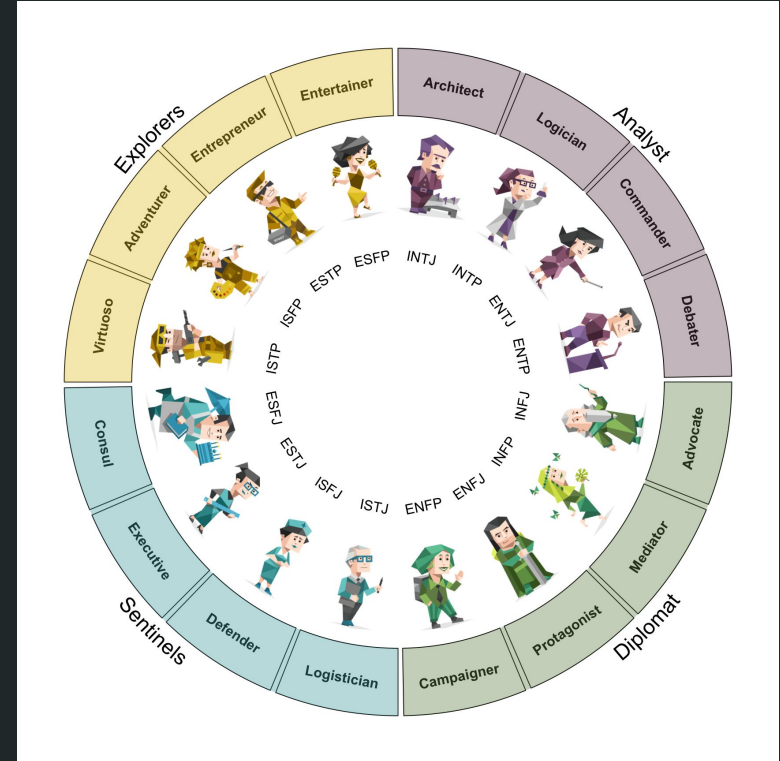 Explorers
Analyst
Diplomat
Sentinels
Architect
Logician
Commander
Debater
Advocate
Mediator
Protagonist
Campaigner
Logistician
Defender
Executive
Consul
Virtuoso
Adventurer
Entrepreneur
Entertainer
INTJ
INTP
ENTJ
ENTP
INFJ
INFP
ENFJ
ENFP
ISTJ
ISFJ
ESTJ
ESFJ
ISTP
ISFP
ESTP
ESFP